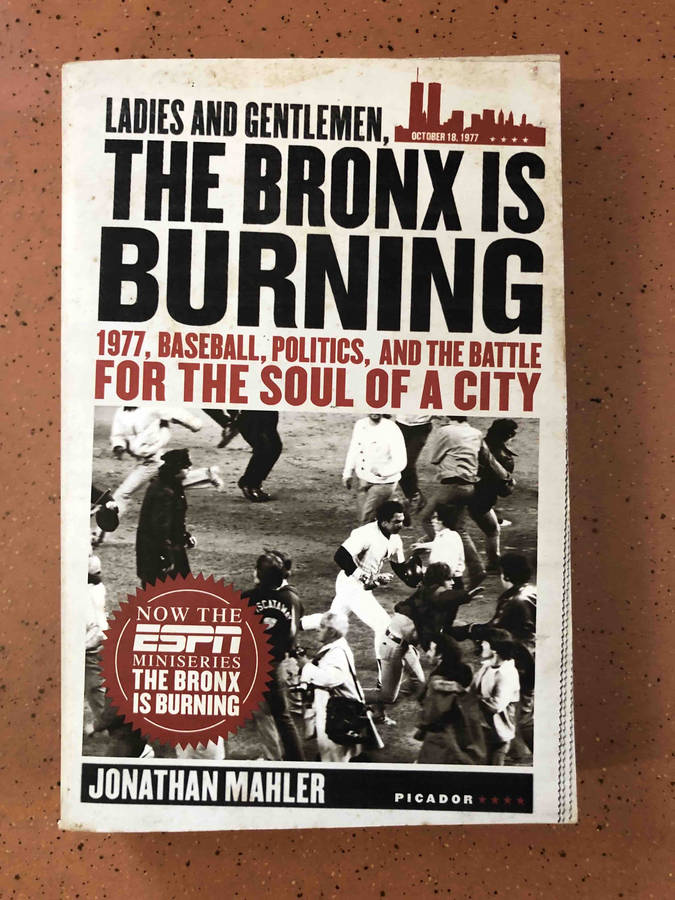 LADIES AND GENTLEMEN,
OCTOBER 18, 1977
THE BRONX IS
BURNING
1977, BASEBALL, POLITICS, AND THE BATTLE
FOR THE SOUL OF A CITY
SCATAWA
NOW THE
ESPN
MINISERIES
THE BRONX
IS BURNING
JONATHAN MAHLER
PICADOR